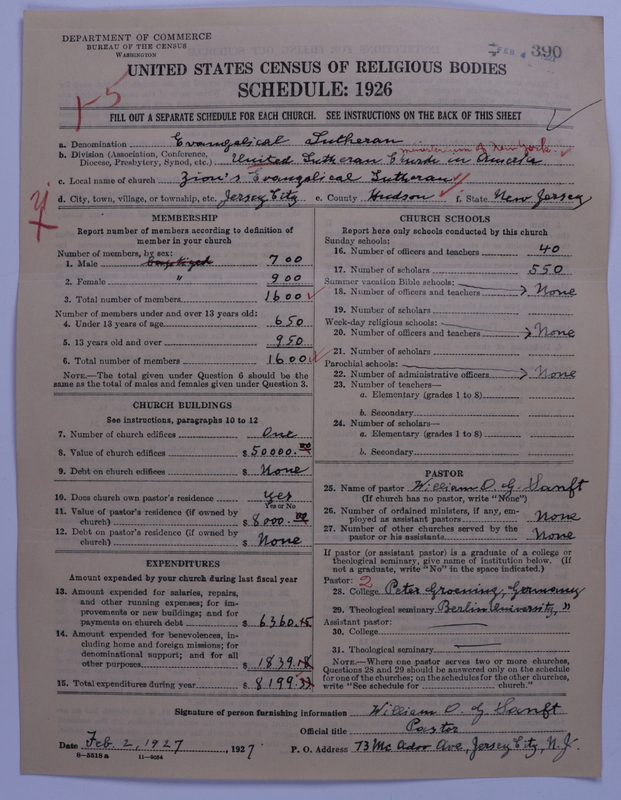 DEPARTMENT OF COMMERCE
BUREAU OF THE CENSUS
WASHINGTON
FEB 4 390
UNITED STATES CENSUS OF RELIGIOUS BODIES
SCHEDULE: 1926
1-5
FILL OUT A SEPARATE SCHEDULE FOR EACH CHURCH. SEE INSTRUCTIONS ON THE BACK OF THIS SHEET
a. Denomination Evangelical Lutheran
ministerium of New York
b. Division (Association, Conference, Diocese, Presbytery, Synod, etc.) United Lutheran Church in America
c. Local name of church Zion's Evangelical Lutheran
d. City, town, village, or township, etc. Jersey City e. County Hudson f. State New Jersey
MEMBERSHIP
Report number of members according to definition of member in your church
Number of members, by sex:
1. Male baptized 700
2. Female " 900
3. Total number of members 1600
Number of members under and over 13 years old:
4. Under 13 years of age 650
5. 13 years old and over 950
6. Total number of members 1600
NOTE.—The total given under Question 6 should be the same as the total of males and females given under Question 3.
CHURCH BUILDINGS
See instructions, paragraphs 10 to 12
7. Number of church edifices One
8. Value of church edifices $50000.00
9. Debt on church edifices $ None
10. Does church own pastor's residence yes
Yes or No
11. Value of pastor's residence (if owned by church) $ 8000.00
12. Debt on pastor's residence (if owned by church) $ None
EXPENDITURES
Amount expended by your church during last fiscal year
13. Amount expended for salaries, repairs, and other running expenses; for improvements or new buildings; and for payments on church debt $ 6360.15
14. Amount expended for benevolences, including home and foreign missions; for denominational support; and for all other purposes $ 1839.18
15. Total expenditures during year $ 8199.33
CHURCH SCHOOLS
Report here only schools conducted by this church
Sunday schools:
16. Number of officers and teachers 40
17. Number of scholars 550
Summer vacation Bible schools:
18. Number of officers and teachers None
19. Number of scholars
Week-day religious schools:
20. Number of officers and teachers None
21. Number of scholars
Parochial schools:
22. Number of administrative officers None
23. Number of teachers—
a. Elementary (grades 1 to 8)
b. Secondary
24. Number of scholars—
a. Elementary (grades 1 to 8)
b. Secondary
PASTOR
25. Name of pastor William O. G. Sanft
(If church has no pastor, write "None")
26. Number of ordained ministers, if any, employed as assistant pastors None
27. Number of other churches served by the pastor or his assistants None
If pastor (or assistant pastor) is a graduate of a college or theological seminary, give name of institution below. (If not a graduate, write "No" in the space indicated.)
Pastor: 2
28. College Peter Groening, Germany
29. Theological seminary Berlin University, "
Assistant pastor:
30. College
31. Theological seminary
NOTE.—Where one pastor serves two or more churches, Questions 28 and 29 should be answered only on the schedule for one of the churches; on the schedules for the other churches, write "See schedule for church."
Signature of person furnishing information William O. G. Sanft
Official title Pastor
Date Feb. 2, 1927, 1927 P. O. Address 73 Mc Adoo Ave, Jersey City, N. J.
8—5518 a 11—9054